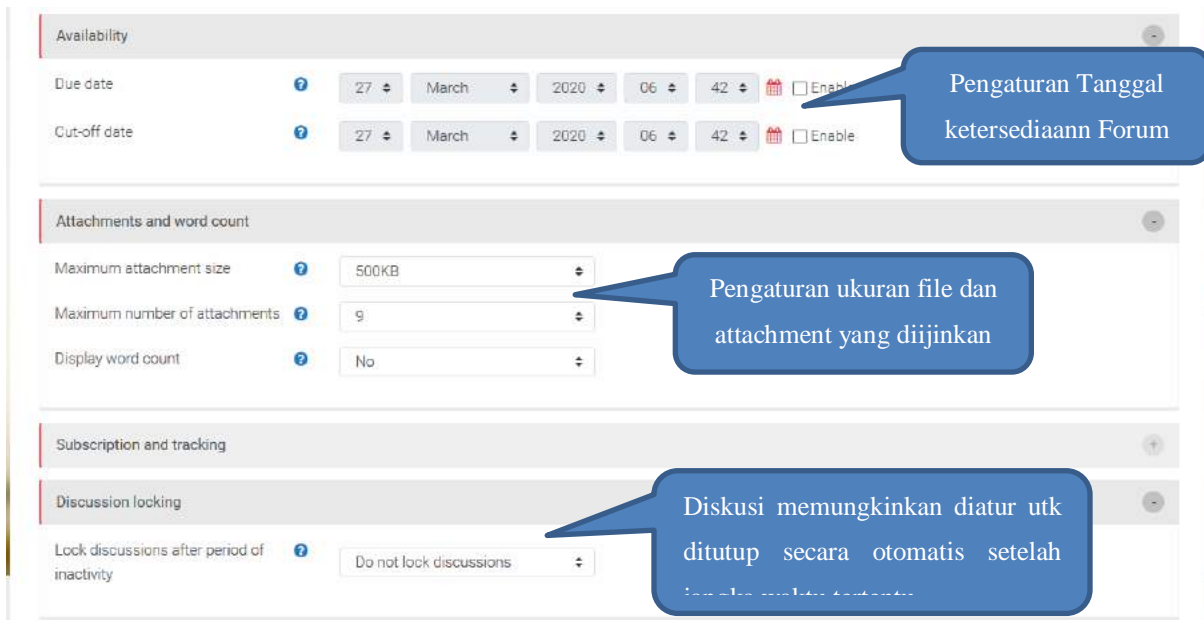 Availability
Due date 27 March 2020 06 42 Enable
Cut-off date 27 March 2020 06 42 Enable
Pengaturan Tanggal
ketersediaann Forum
Attachments and word count
Maximum attachment size 500KB
Maximum number of attachments 9
Display word count No
Pengaturan ukuran file dan
attachment yang diijinkan
Subscription and tracking
Discussion locking
Lock discussions after period of
inactivity
Do not lock discussions
Diskusi memungkinkan diatur utk
ditutup secara otomatis setelah